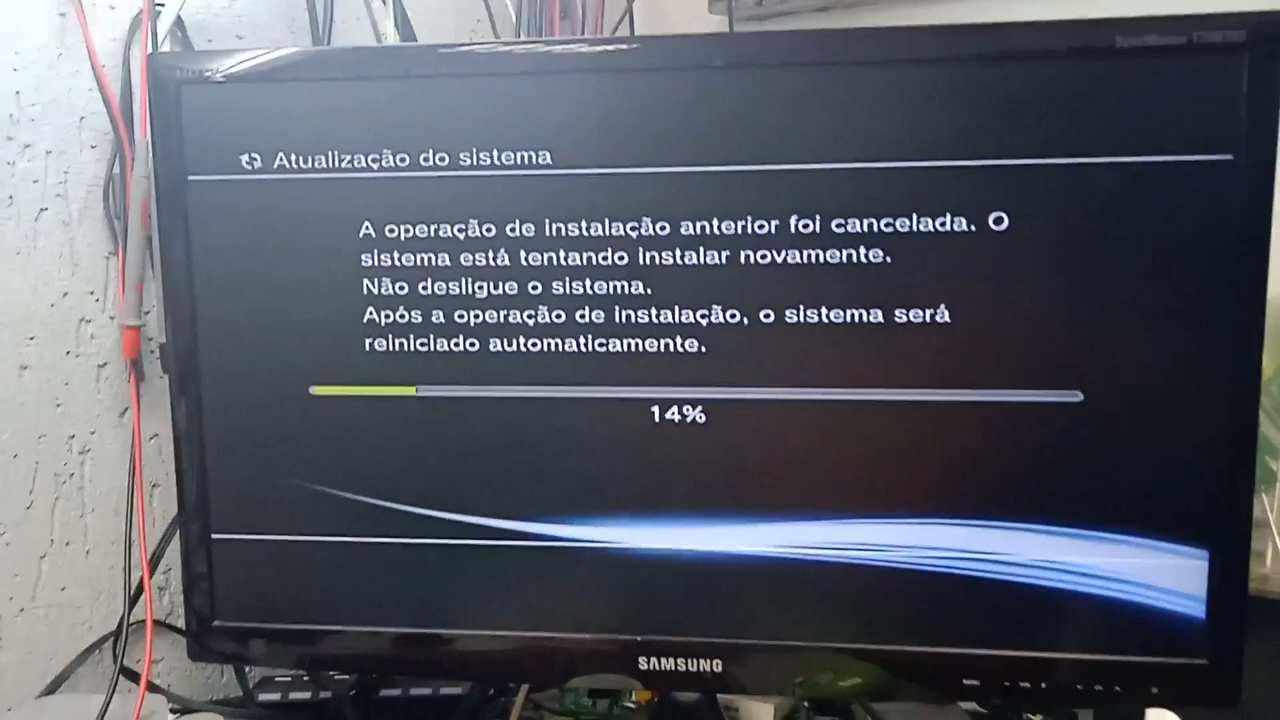 Atualização do sistema
A operação de instalação anterior foi cancelada. O
sistema está tentando instalar novamente.
Não desligue o sistema.
Após a operação de instalação, o sistema será
reiniciado automaticamente.
14%
SAMSUNG